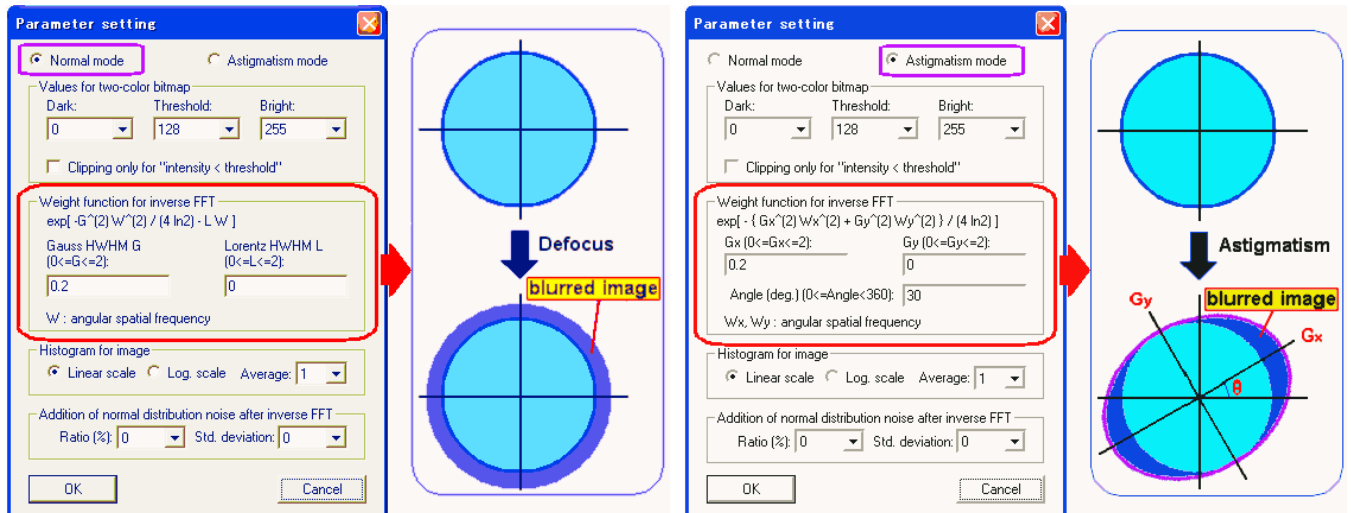 Parameter setting
Normal mode Astigmatism mode
Values for two-color bitmap
Dark: Threshold: Bright:
0 128 255
Clipping only for "intensity < threshold"
Weight function for inverse FFT
exp[ -G^(2) W^(2) / (4 ln2) - L W ]
Gauss HWHM G Lorentz HWHM L
(0<=G<=2): (0<=L<=2):
0.2 0
W : angular spatial frequency
Histogram for image
Linear scale Log. scale Average: 1
Addition of normal distribution noise after inverse FFT
Ratio (%): 0 Std. deviation: 0
OK Cancel
Defocus
blurred image
Parameter setting
Normal mode Astigmatism mode
Values for two-color bitmap
Dark: Threshold: Bright:
0 128 255
Clipping only for "intensity < threshold"
Weight function for inverse FFT
exp[ - { Gx^(2) Wx^(2) + Gy^(2) Wy^(2) } / (4 ln2) ]
Gx (0<=Gx<=2): Gy (0<=Gy<=2):
0.2 0
Angle (deg.) (0<=Angle<360): 30
Wx, Wy : angular spatial frequency
Histogram for image
Linear scale Log. scale Average: 1
Addition of normal distribution noise after inverse FFT
Ratio (%): 0 Std. deviation: 0
OK Cancel
Astigmatism
Gy blurred image
Gx
θ